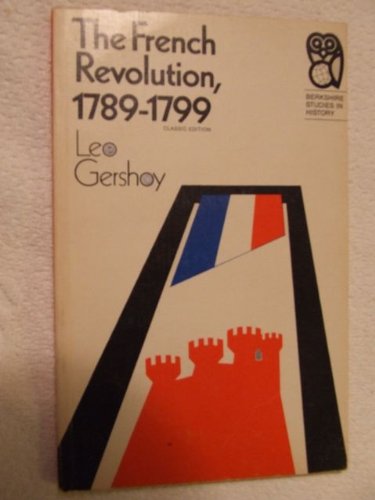 The French
Revolution,
1789-1799
CLASSIC EDITION
Leo
Gershoy
BERKSHIRE
STUDIES IN
HISTORY